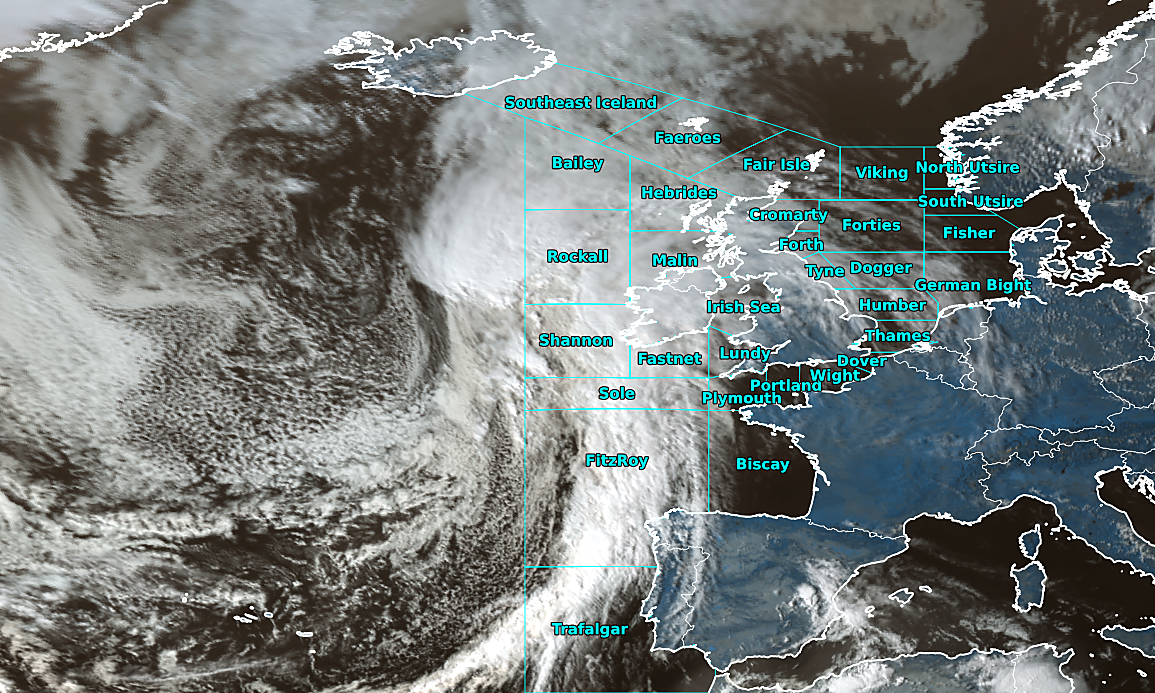 Southeast Iceland
Faeroes
Bailey
Fair Isle
Viking
North Utsire
Hebrides
South Utsire
Cromarty
Forties
Fisher
Forth
Rockall
Malin
Tyne
Dogger
German Bight
Irish Sea
Humber
Shannon
Thames
Fastnet
Lundy
Dover
Wight
Portland
Sole
Plymouth
FitzRoy
Biscay
Trafalgar